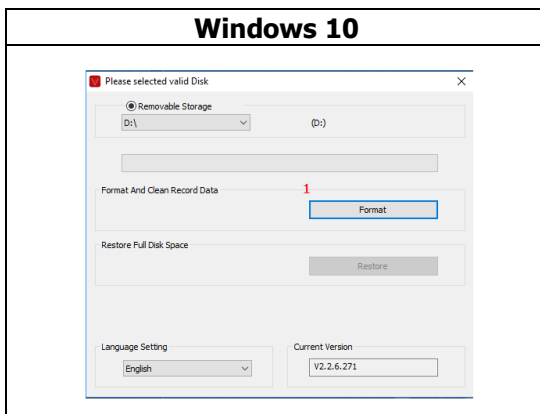 Windows 10
Please selected valid Disk
Removable Storage
D:\ (D:)
Format And Clean Record Data 1
Format
Restore Full Disk Space
Restore
Language Setting Current Version
English V2.2.6.271